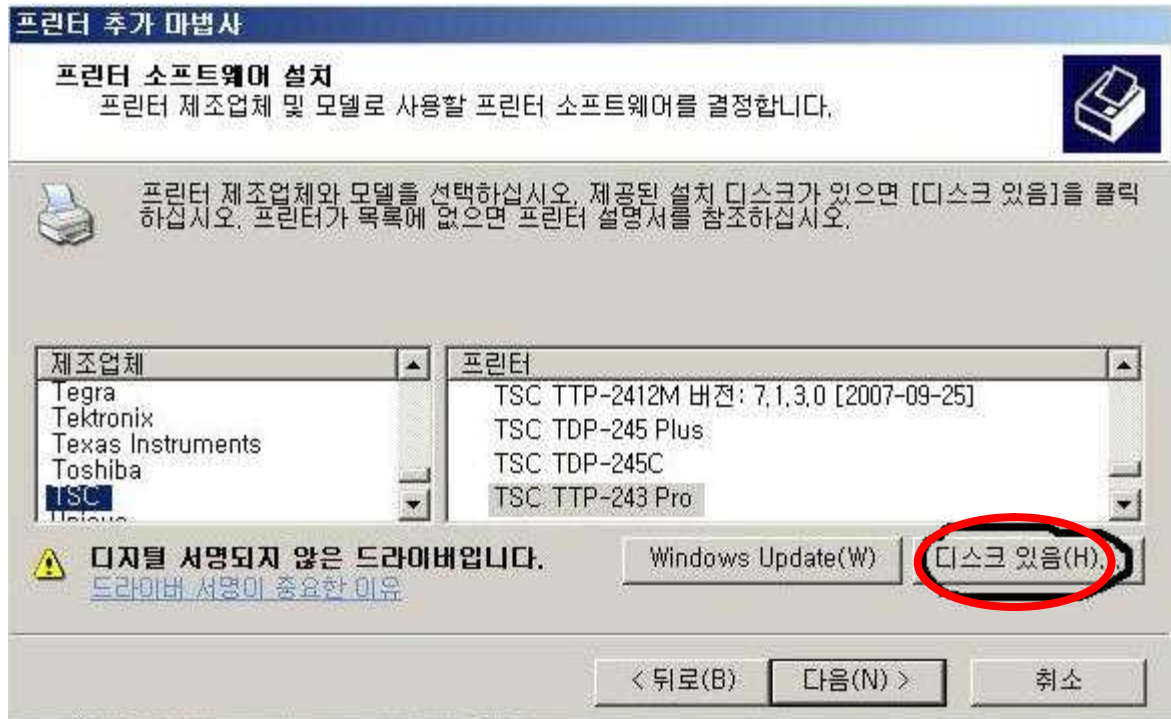 프린터 추가 마법사
프린터 소프트웨어 설치
프린터 제조업체 및 모델로 사용할 프린터 소프트웨어를 결정합니다.
프린터 제조업체와 모델을 선택하십시오. 제공된 설치 디스크가 있으면 [디스크 있음]을 클릭
하십시오. 프린터가 목록에 없으면 프린터 설명서를 참조하십시오.
제조업체
Tegra
Tektronix
Texas Instruments
Toshiba
TSC
프린터
TSC TTP-2412M 버전: 7.1.3.0 [2007-09-25]
TSC TDP-245 Plus
TSC TDP-245C
TSC TTP-243 Pro
디지털 서명되지 않은 드라이버입니다.
드라이버 서명이 중요한 이유
Windows Update(W)
디스크 있음(H)..
< 뒤로(B)
다음(N) >
취소